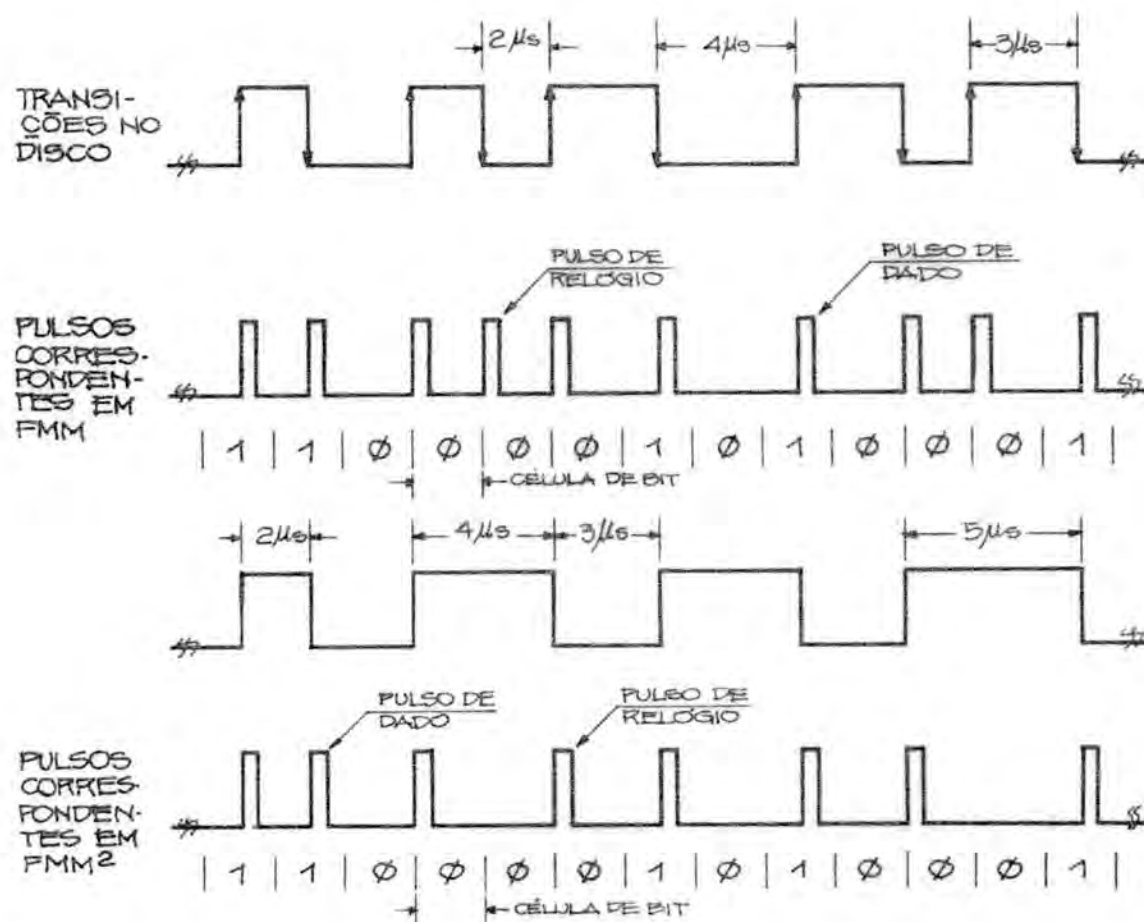 2µs
4µs
3µs
TRANSI-
ÇÕES NO
DISCO
PULSO DE
RELÓGIO
PULSO DE
DADO
PULSOS
CORRES-
PONDEN-
TES EM
FMM
| 1 | 1 | Ø | Ø | Ø | Ø | 1 | Ø | 1 | Ø | Ø | Ø | 1 |
CÉLULA DE BIT
2µs
4µs
3µs
5µs
PULSO DE
DADO
PULSO DE
RELÓGIO
PULSOS
CORRES-
PONDEN-
TES EM
FMM²
| 1 | 1 | Ø | Ø | Ø | Ø | 1 | Ø | 1 | Ø | Ø | Ø | 1 |
CÉLULA DE BIT